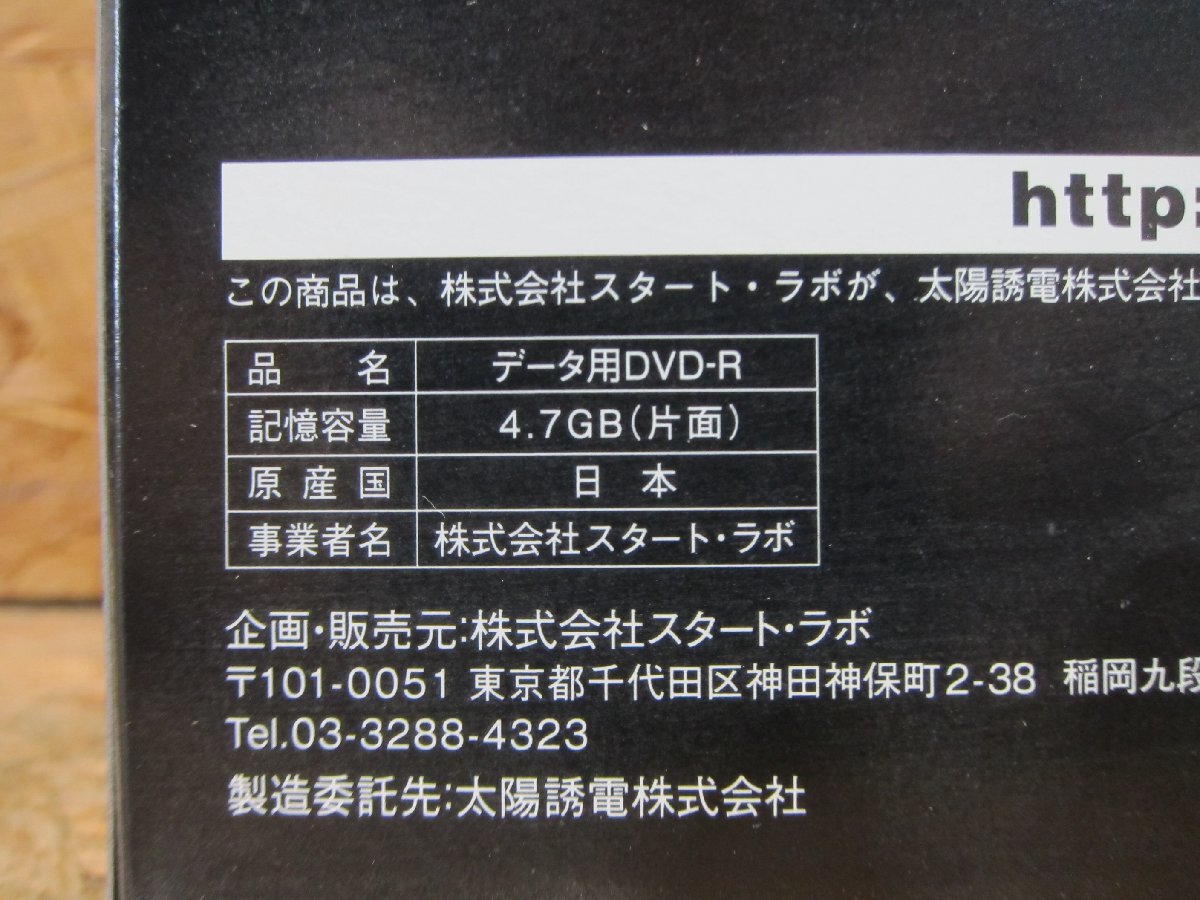 http:
この商品は、株式会社スタート・ラボが、太陽誘電株式会社
品 名 データ用DVD-R
記憶容量 4.7GB(片面)
原産国 日 本
事業者名 株式会社スタート・ラボ
企画・販売元:株式会社スタート・ラボ
〒101-0051 東京都千代田区神田神保町2-38 稲岡九段
Tel.03-3288-4323
製造委託先:太陽誘電株式会社